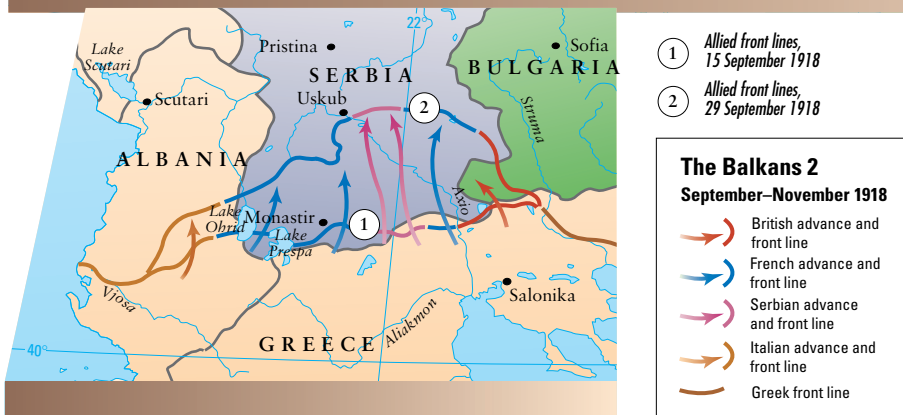 22°
Lake
Scutari
Pristina
Sofia
SERBIA
BULGARIA
Scutari
Uskub
2
Struma
ALBANIA
Axio
Lake
Ohrid
Monastir
1
Lake
Prespa
Vjosa
Salonika
Aliakmon
GREECE
40°
1 Allied front lines,
15 September 1918
2 Allied front lines,
29 September 1918
The Balkans 2
September–November 1918
British advance and
front line
French advance and
front line
Serbian advance
and front line
Italian advance and
front line
Greek front line